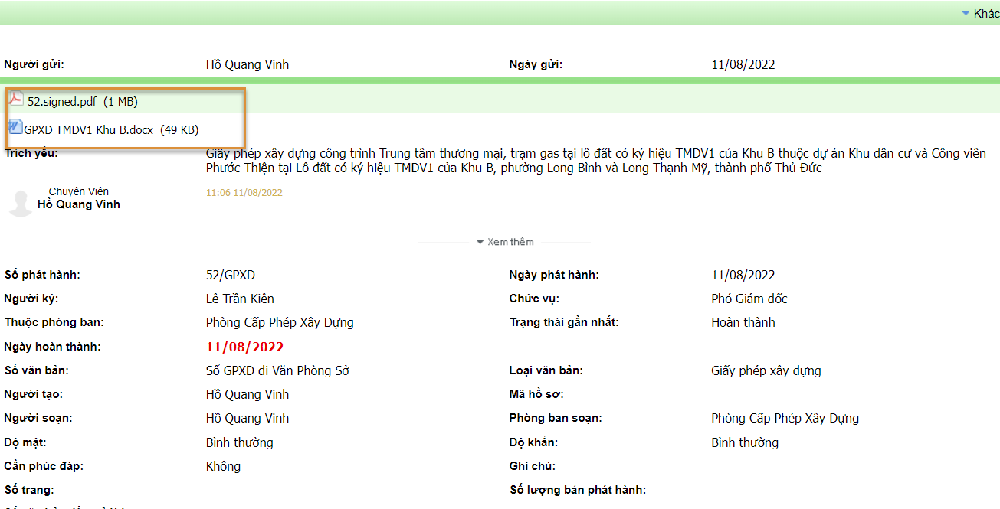 Khác
Người gửi: Hồ Quang Vinh Ngày gửi: 11/08/2022
52.signed.pdf (1 MB)
GPXD TMDV1 Khu B.docx (49 KB)
Trích yếu: Giấy phép xây dựng công trình Trung tâm thương mại, trạm gas tại lô đất có ký hiệu TMDV1 của Khu B thuộc dự án Khu dân cư và Công viên
Phước Thiện tại Lô đất có ký hiệu TMDV1 của Khu B, phường Long Bình và Long Thạnh Mỹ, thành phố Thủ Đức
Chuyên Viên 11:06 11/08/2022
Hồ Quang Vinh
Xem thêm
Số phát hành: 52/GPXD Ngày phát hành: 11/08/2022
Người ký: Lê Trần Kiên Chức vụ: Phó Giám đốc
Thuộc phòng ban: Phòng Cấp Phép Xây Dựng Trạng thái gần nhất: Hoàn thành
Ngày hoàn thành: 11/08/2022
Số văn bản: Sổ GPXD đi Văn Phòng Sở Loại văn bản: Giấy phép xây dựng
Người tạo: Hồ Quang Vinh Mã hồ sơ:
Người soạn: Hồ Quang Vinh Phòng ban soạn: Phòng Cấp Phép Xây Dựng
Độ mật: Bình thường Độ khẩn: Bình thường
Cần phúc đáp: Không Ghi chú:
Số trang: Số lượng bản phát hành: